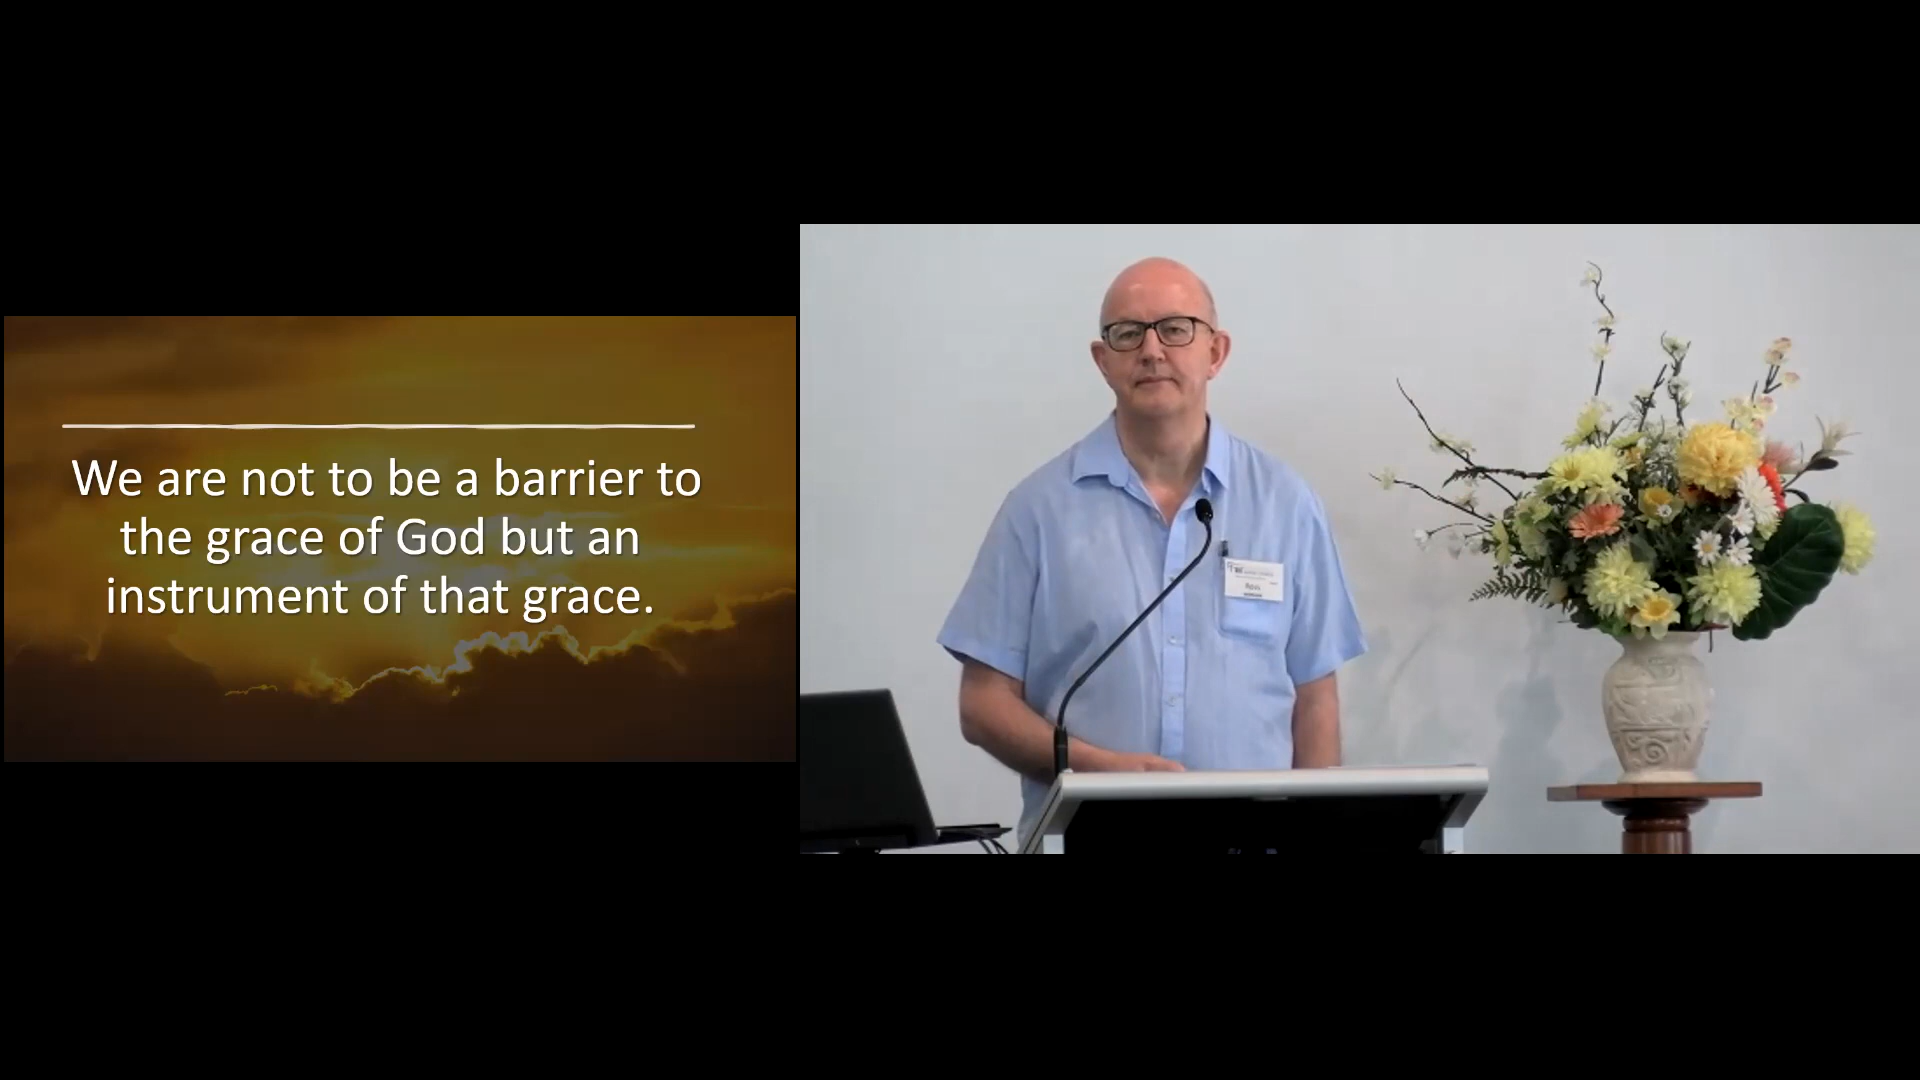 We are not to be a barrier to
the grace of God but an
instrument of that grace.